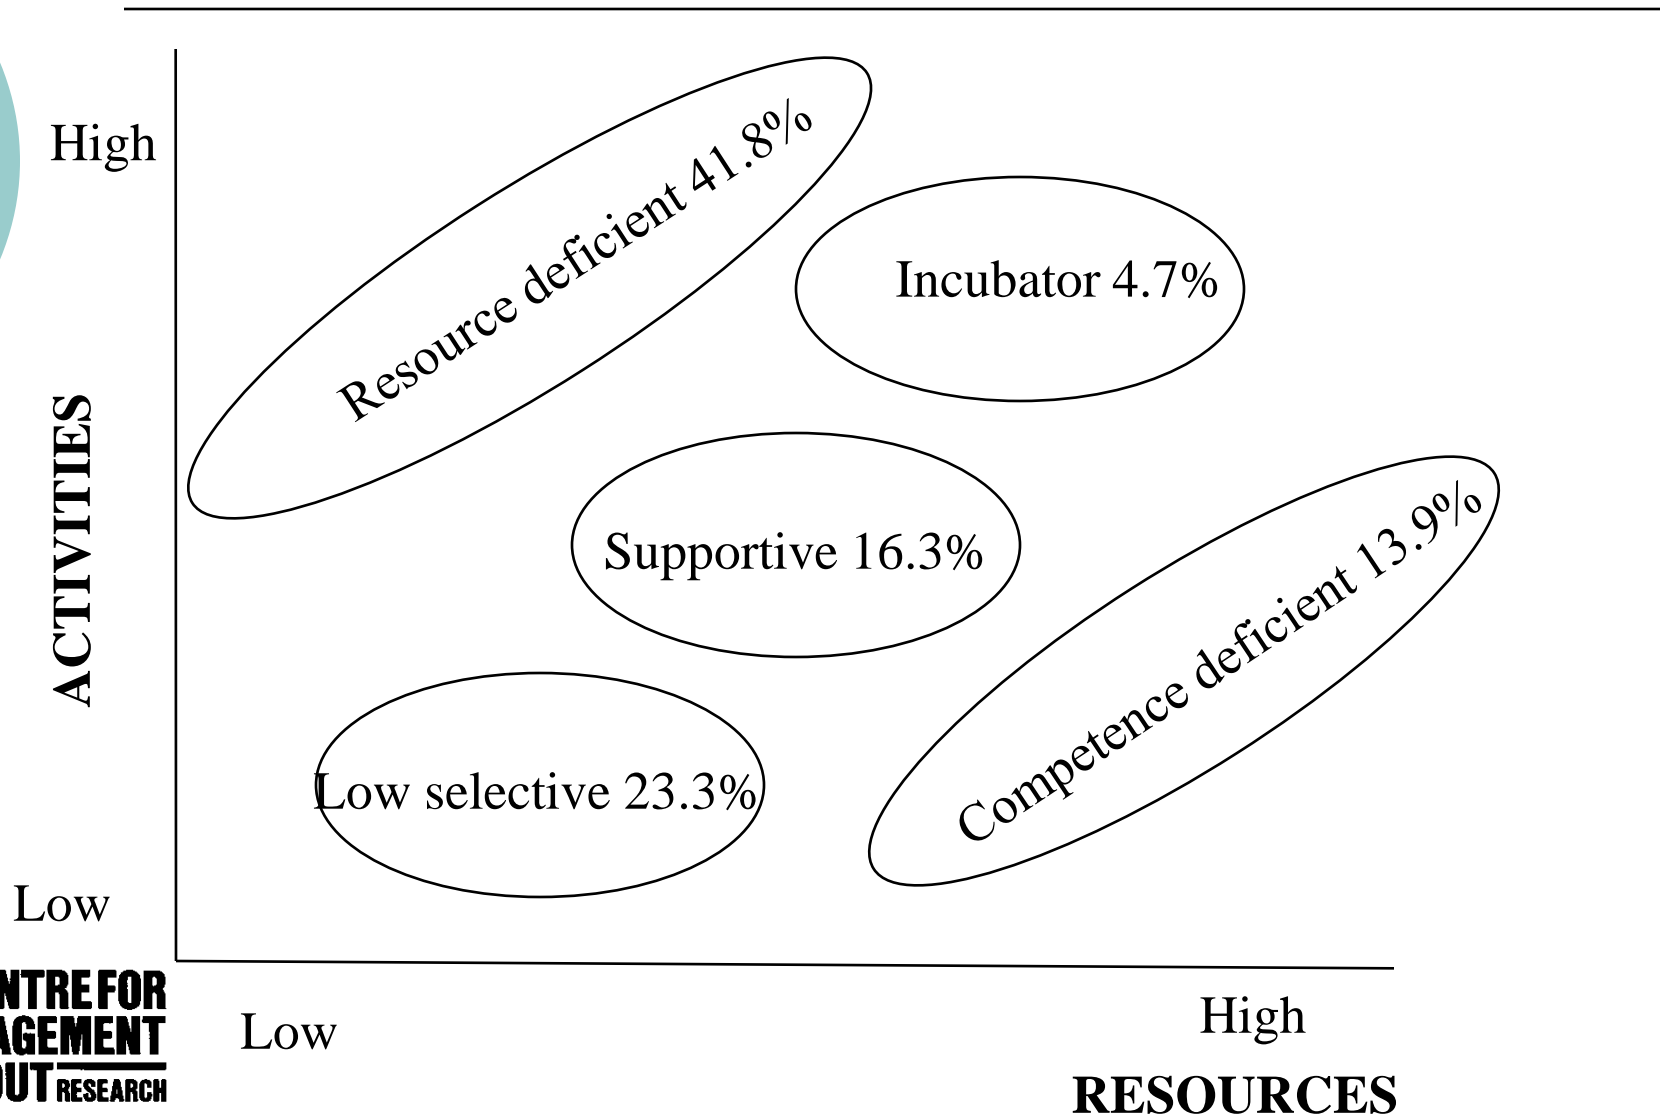 High
Resource deficient 41.8%
Incubator 4.7%
ACTIVITIES
Supportive 16.3%
Competence deficient 13.9%
Low selective 23.3%
Low
NTRE FOR
AGEMENT
OUT RESEARCH
Low
High
RESOURCES